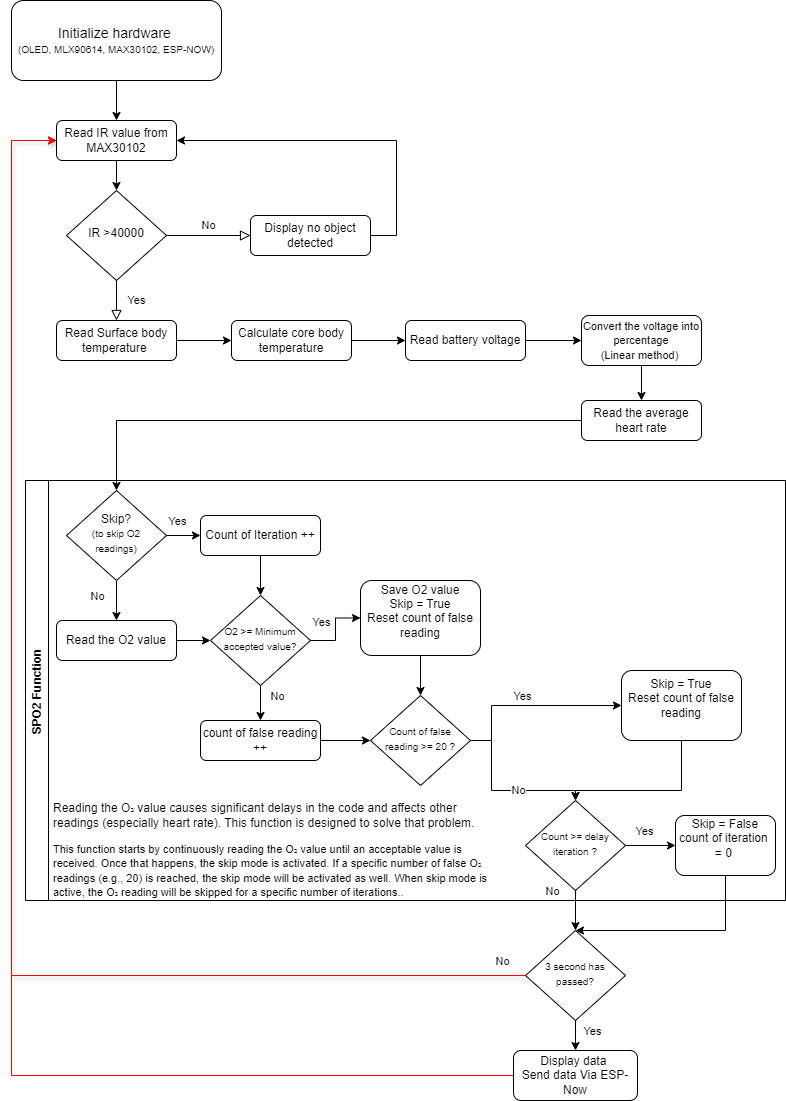 Initialize hardware
(OLED, MLX90614, MAX30102, ESP-NOW)
Read IR value from
MAX30102
IR >40000
No
Display no object
detected
Yes
Read Surface body
temperature
Calculate core body
temperature
Read battery voltage
Convert the voltage into
percentage
(Linear method)
Read the average
heart rate
SPO2 Function
Skip?
(to skip O2
readings)
Yes
Count of Iteration ++
No
Read the O2 value
O2 >= Minimum
accepted value?
Yes
Save O2 value
Skip = True
Reset count of false
reading
No
count of false reading
++
Count of false
reading >= 20 ?
Yes
Skip = True
Reset count of false
reading
No
Reading the O₂ value causes significant delays in the code and affects other
readings (especially heart rate). This function is designed to solve that problem.
This function starts by continuously reading the O₂ value until an acceptable value is
received. Once that happens, the skip mode is activated. If a specific number of false O₂
readings (e.g., 20) is reached, the skip mode will be activated as well. When skip mode is
active, the O₂ reading will be skipped for a specific number of iterations..
Count >= delay
iteration ?
Yes
Skip = False
count of iteration
= 0
No
3 second has
passed?
No
Yes
Display data
Send data Via ESP-
Now